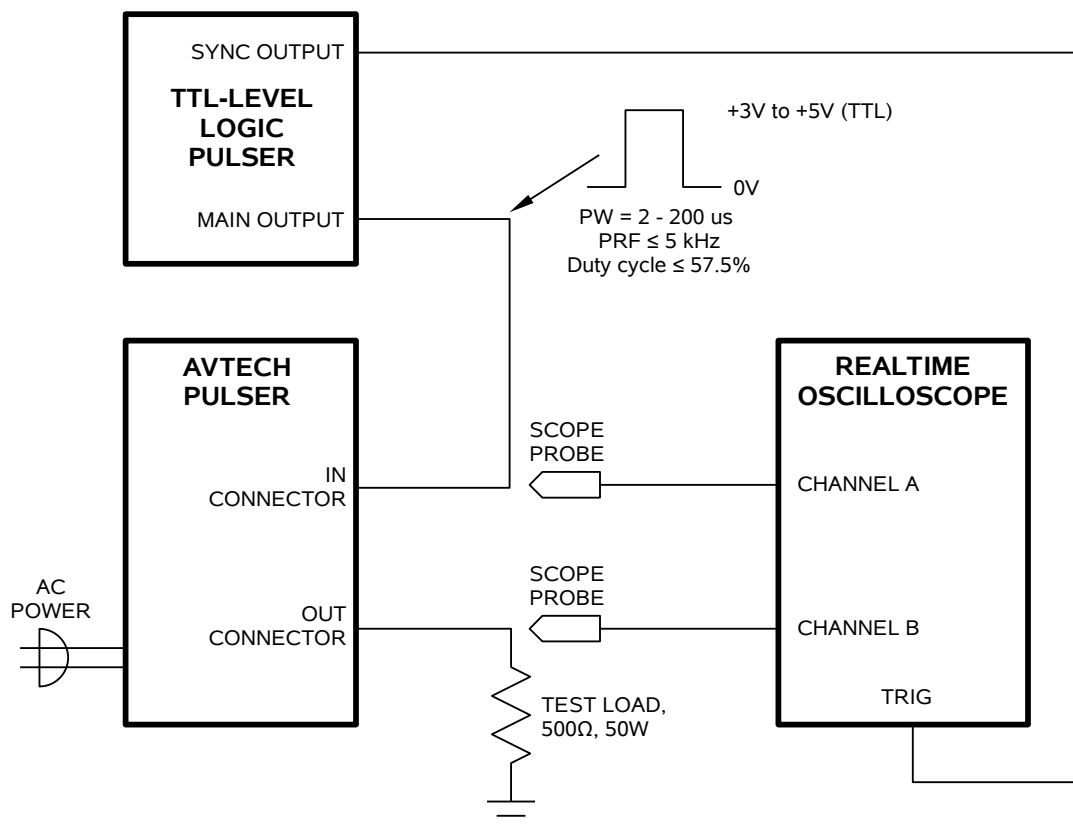 SYNC OUTPUT
TTL-LEVEL
LOGIC
PULSER
MAIN OUTPUT
+3V to +5V (TTL)
0V
PW = 2 - 200 us
PRF ≤ 5 kHz
Duty cycle ≤ 57.5%
AVTECH
PULSER
IN
CONNECTOR
OUT
CONNECTOR
AC
POWER
SCOPE
PROBE
SCOPE
PROBE
TEST LOAD,
500Ω, 50W
REALTIME
OSCILLOSCOPE
CHANNEL A
CHANNEL B
TRIG